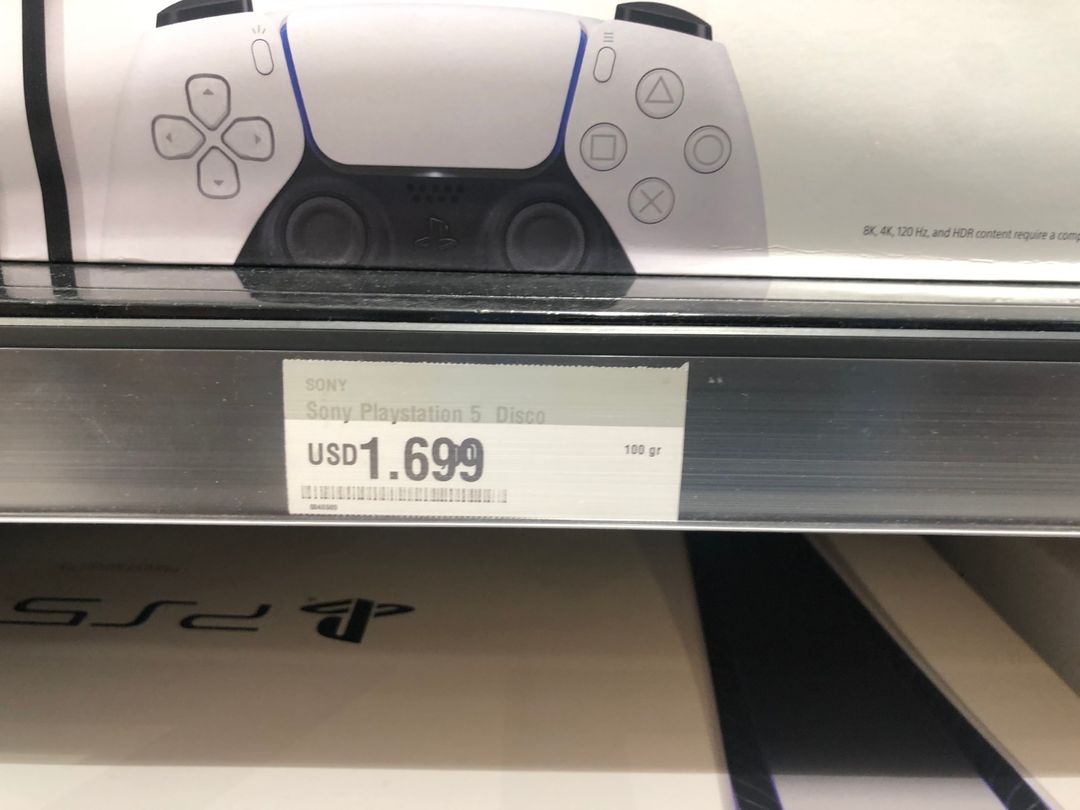 8K, 4K, 120 Hz, and HDR content require a comp
SONY
Sony Playstation 5 Disco
USD1.699
100 gr
PS5